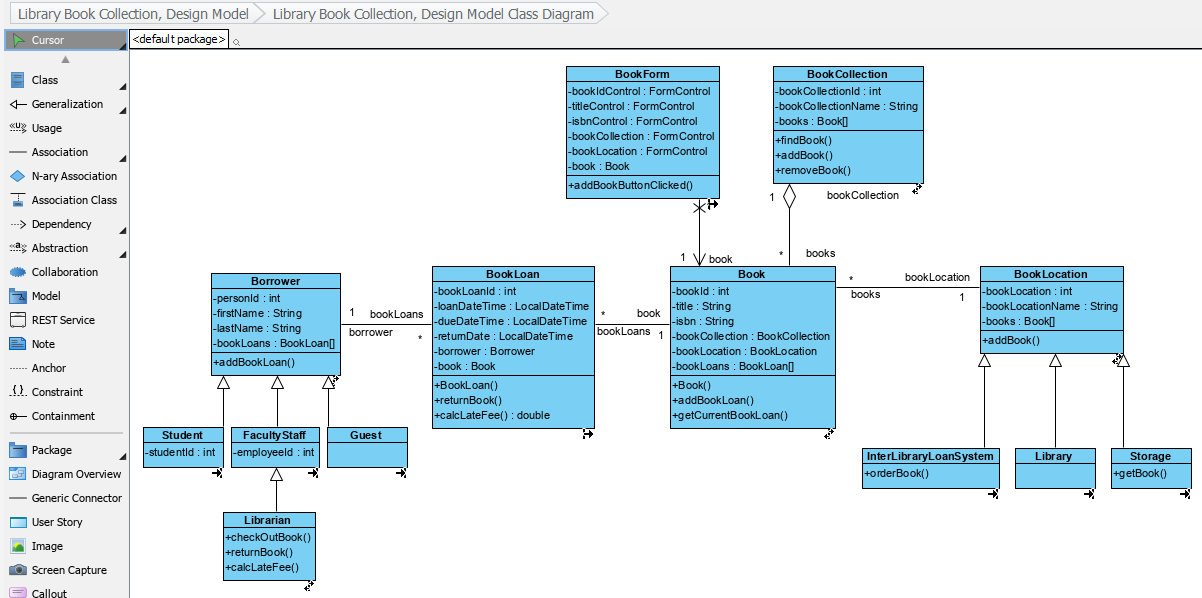 Library Book Collection, Design Model
Library Book Collection, Design Model Class Diagram
Cursor
<default package>
Class
Generalization
Usage
Association
N-ary Association
Association Class
Dependency
Abstraction
Collaboration
Model
REST Service
Note
Anchor
Constraint
Containment
Package
Diagram Overview
Generic Connector
User Story
Image
Screen Capture
Callout
BookForm
-bookIdControl : FormControl
-titleControl : FormControl
-isbnControl : FormControl
-bookCollection : FormControl
-bookLocation : FormControl
-book : Book
+addBookButtonClicked()
BookCollection
-bookCollectionId : int
-bookCollectionName : String
-books : Book[]
+findBook()
+addBook()
+removeBook()
1
bookCollection
1
book
*
books
Borrower
-personId : int
-firstName : String
-lastName : String
-bookLoans : BookLoan[]
+addBookLoan()
1
bookLoans
borrower
*
BookLoan
-bookLoanId : int
-loanDateTime : LocalDateTime
-dueDateTime : LocalDateTime
-returnDate : LocalDateTime
-borrower : Borrower
-book : Book
+BookLoan()
+returnBook()
+calcLateFee() : double
*
book
bookLoans
1
Book
-bookId : int
-title : String
-isbn : String
-bookCollection : BookCollection
-bookLocation : BookLocation
-bookLoans : BookLoan[]
+Book()
+addBookLoan()
+getCurrentBookLoan()
*
bookLocation
books
1
BookLocation
-bookLocation : int
-bookLocationName : String
-books : Book[]
+addBook()
Student
-studentId : int
FacultyStaff
-employeeId : int
Guest
Librarian
+checkOutBook()
+returnBook()
+calcLateFee()
InterLibraryLoanSystem
+orderBook()
Library
Storage
+getBook()